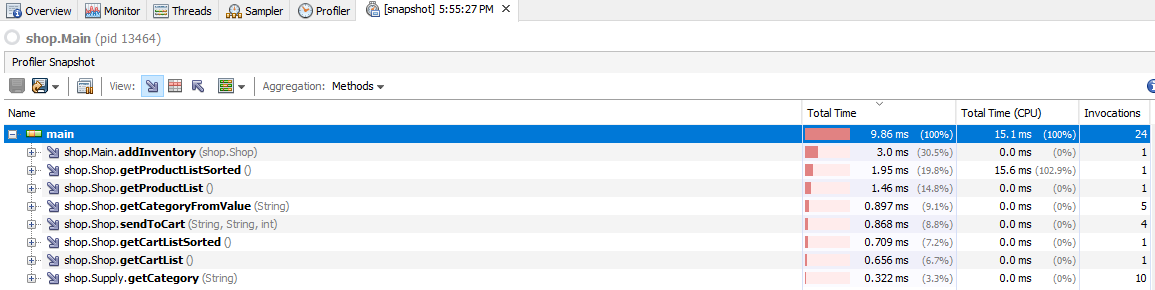 Overview Monitor Threads Sampler Profiler [snapshot] 5:55:27 PM
shop.Main (pid 13464)
Profiler Snapshot
View: Aggregation: Methods
Name Total Time Total Time (CPU) Invocations
main 9.86 ms (100%) 15.1 ms (100%) 24
shop.Main.addInventory (shop.Shop) 3.0 ms (30.5%) 0.0 ms (0%) 1
shop.Shop.getProductListSorted () 1.95 ms (19.8%) 15.6 ms (102.9%) 1
shop.Shop.getProductList () 1.46 ms (14.8%) 0.0 ms (0%) 1
shop.Shop.getCategoryFromValue (String) 0.897 ms (9.1%) 0.0 ms (0%) 5
shop.Shop.sendToCart (String, String, int) 0.868 ms (8.8%) 0.0 ms (0%) 4
shop.Shop.getCartListSorted () 0.709 ms (7.2%) 0.0 ms (0%) 1
shop.Shop.getCartList () 0.656 ms (6.7%) 0.0 ms (0%) 1
shop.Supply.getCategory (String) 0.322 ms (3.3%) 0.0 ms (0%) 10